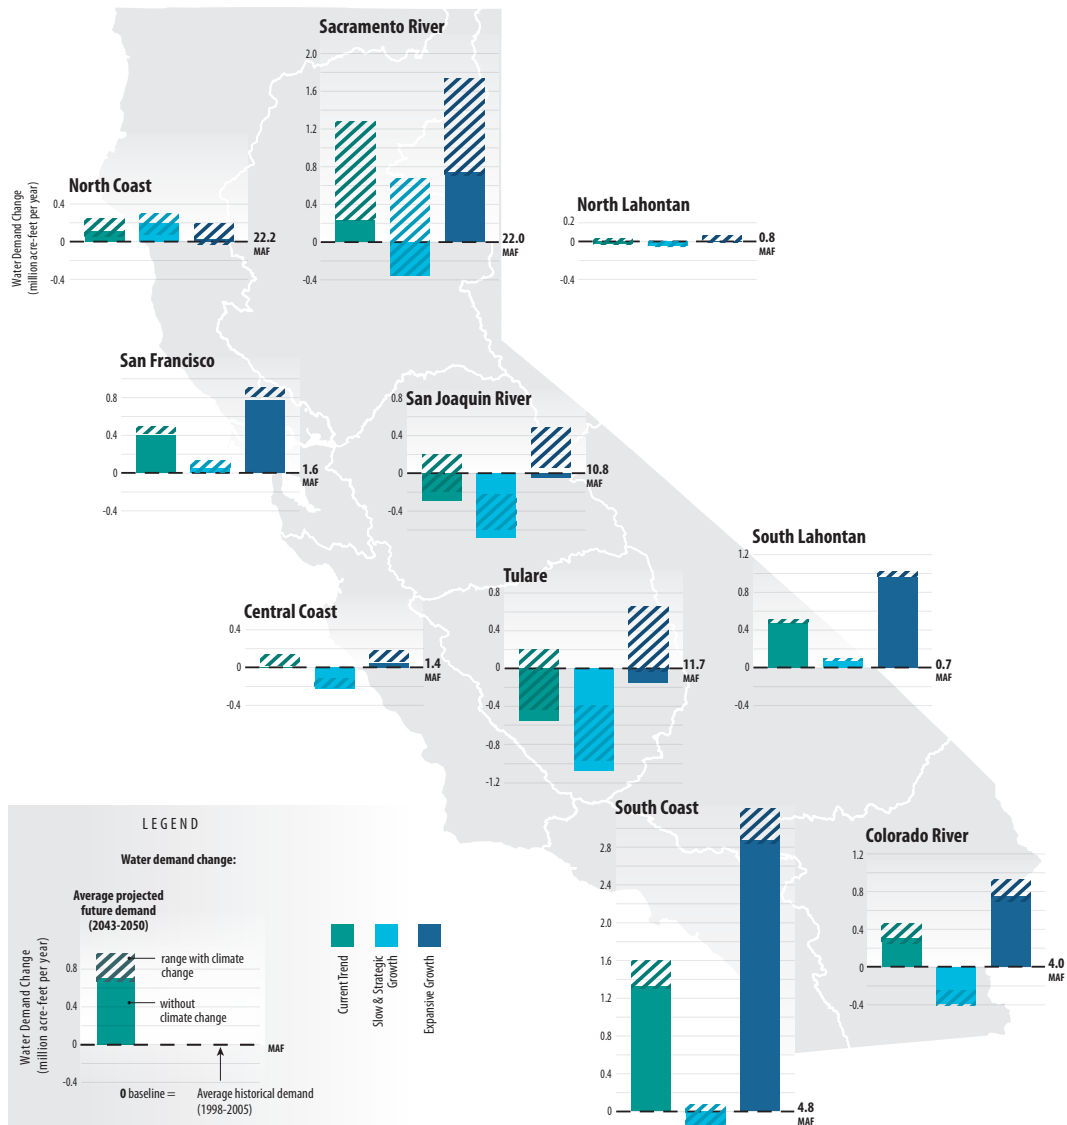 Sacramento River
2.0
1.6
1.2
0.8
0.4
0
-0.4
22.0
MAF
North Coast
Water Demand Change
(million acre-feet per year)
0.4
0
-0.4
22.2
MAF
North Lahontan
0.2
0
-0.4
0.8
MAF
San Francisco
0.8
0.4
0
-0.4
1.6
MAF
San Joaquin River
0.8
0.4
0
-0.4
10.8
MAF
South Lahontan
1.2
0.8
0.4
0
-0.4
0.7
MAF
Tulare
0.8
0.4
0
-0.4
-0.8
-1.2
11.7
MAF
Central Coast
0.4
0
-0.4
1.4
MAF
South Coast
2.8
2.4
2.0
1.6
1.2
0.8
0.4
0
4.8
MAF
Colorado River
1.2
0.8
0.4
0
-0.4
4.0
MAF
LEGEND
Water demand change:
Average projected
future demand
(2043-2050)
Water Demand Change
(million acre-feet per year)
0.8
0.4
0
-0.4
range with climate
change
without
climate change
MAF
0 baseline =
Average historical demand
(1998-2005)
Current Trend
Slow & Strategic
Growth
Expansive Growth